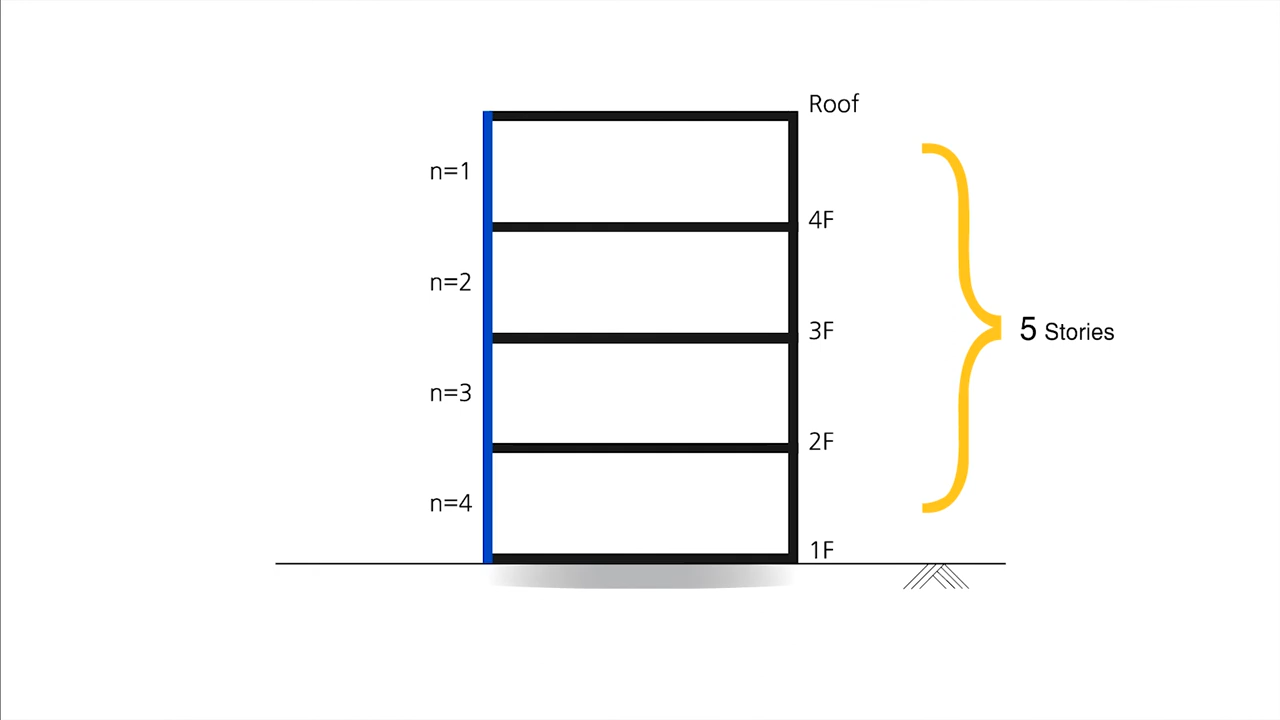 Roof
n=1
4F
n=2
3F
5 Stories
n=3
2F
n=4
1F